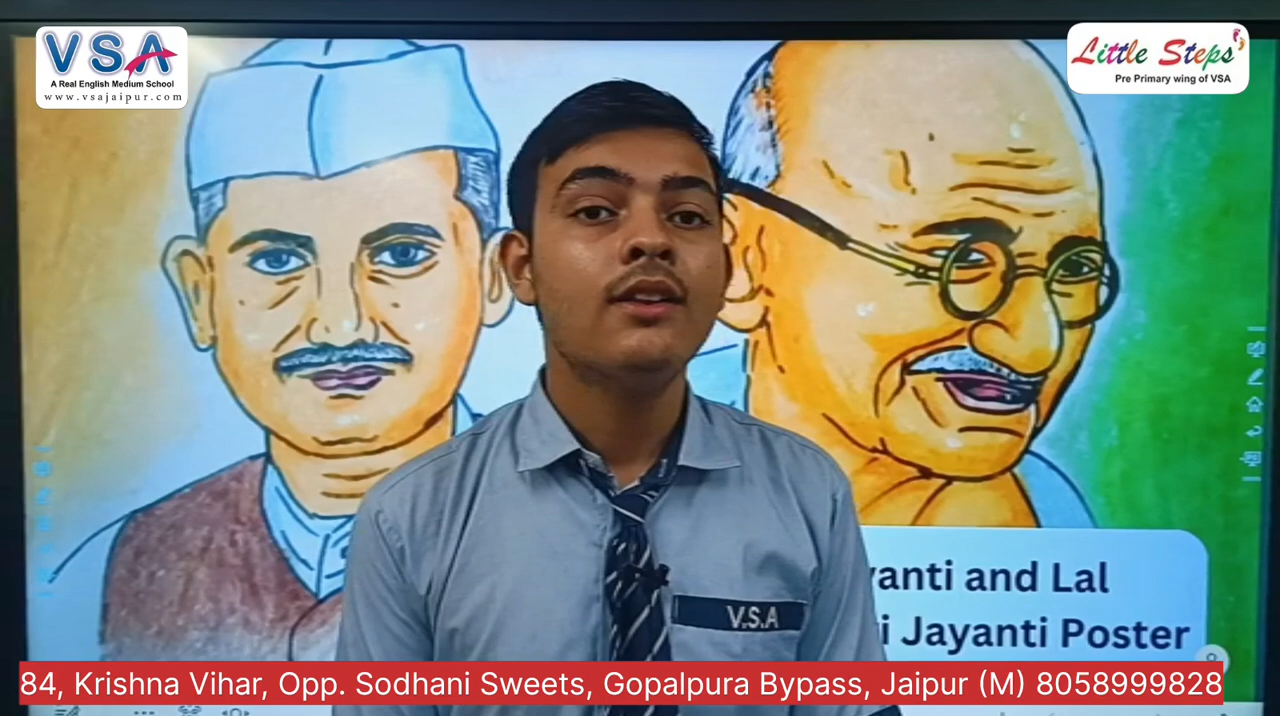 VSA
A Real English Medium School
www.vsajaipur.com
Little Steps
Pre Primary wing of VSA
V.S.A
vanti and Lal
i Jayanti Poster
84, Krishna Vihar, Opp. Sodhani Sweets, Gopalpura Bypass, Jaipur (M) 8058999828